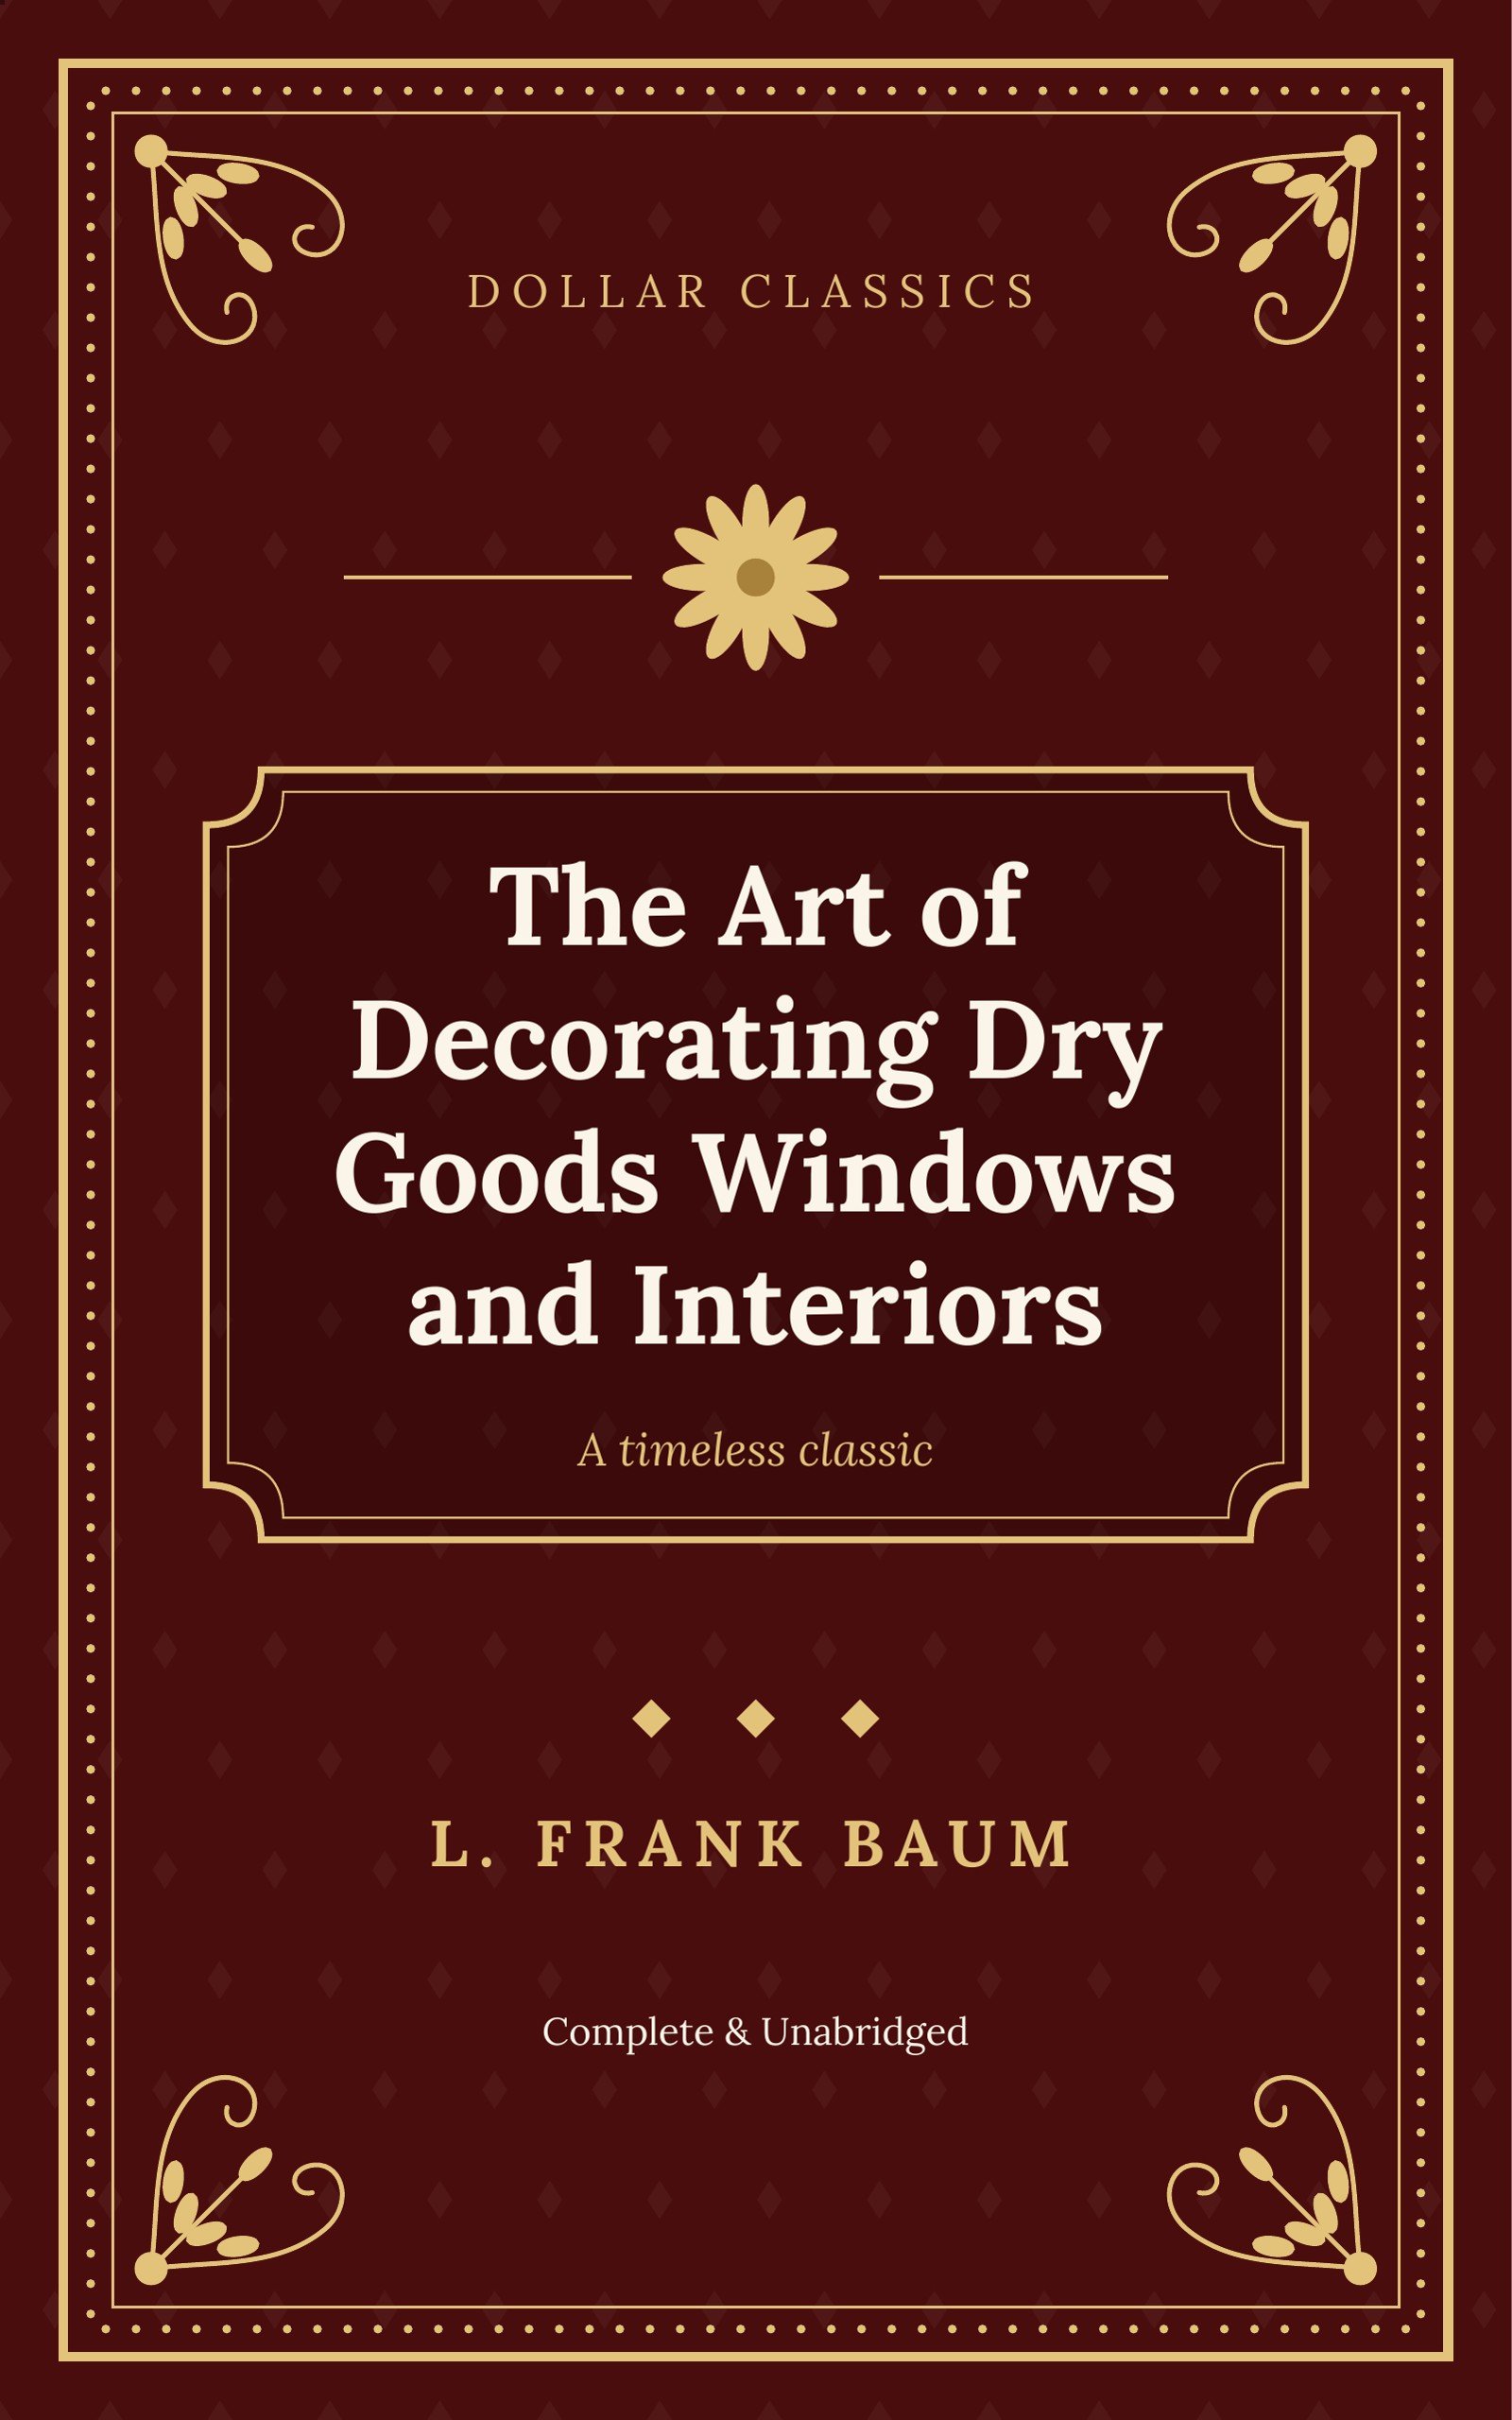 DOLLAR CLASSICS
The Art of
Decorating Dry
Goods Windows
and Interiors
A timeless classic
L. FRANK BAUM
Complete & Unabridged